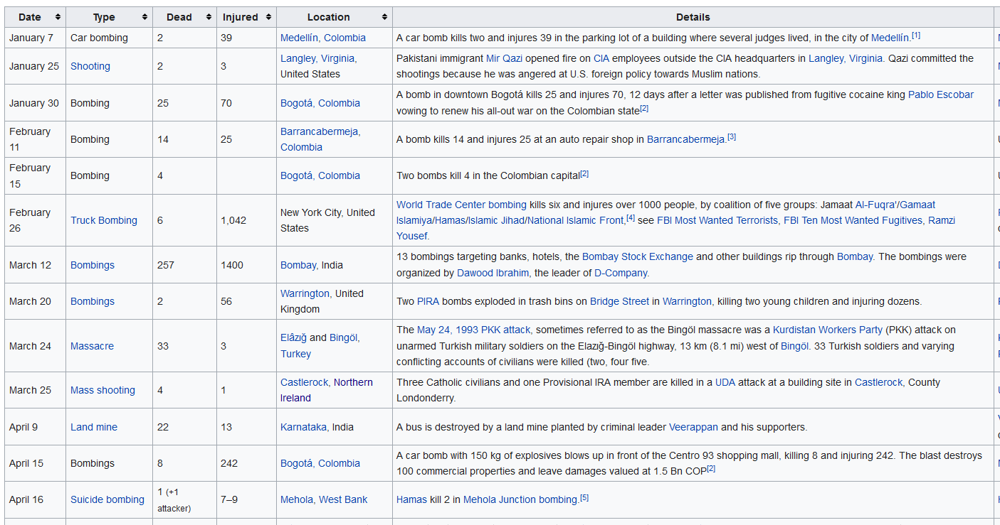 Date Type Dead Injured Location Details
January 7 Car bombing 2 39 Medellín, Colombia A car bomb kills two and injures 39 in the parking lot of a building where several judges lived, in the city of Medellín.[1]
January 25 Shooting 2 3 Langley, Virginia, United States Pakistani immigrant Mir Qazi opened fire on CIA employees outside the CIA headquarters in Langley, Virginia. Qazi committed the
shootings because he was angered at U.S. foreign policy towards Muslim nations.
January 30 Bombing 25 70 Bogotá, Colombia A bomb in downtown Bogotá kills 25 and injures 70, 12 days after a letter was published from fugitive cocaine king Pablo Escobar
vowing to renew his all-out war on the Colombian state[2]
February 11 Bombing 14 25 Barrancabermeja, Colombia A bomb kills 14 and injures 25 at an auto repair shop in Barrancabermeja.[3]
February 15 Bombing 4 Bogotá, Colombia Two bombs kill 4 in the Colombian capital[2]
February 26 Truck Bombing 6 1,042 New York City, United States World Trade Center bombing kills six and injures over 1000 people, by coalition of five groups: Jamaat Al-Fuqra'/Gamaat
Islamiya/Hamas/Islamic Jihad/National Islamic Front,[4] see FBI Most Wanted Terrorists, FBI Ten Most Wanted Fugitives, Ramzi
Yousef.
March 12 Bombings 257 1400 Bombay, India 13 bombings targeting banks, hotels, the Bombay Stock Exchange and other buildings rip through Bombay. The bombings were
organized by Dawood Ibrahim, the leader of D-Company.
March 20 Bombings 2 56 Warrington, United Kingdom Two PIRA bombs exploded in trash bins on Bridge Street in Warrington, killing two young children and injuring dozens.
March 24 Massacre 33 3 Elâzığ and Bingöl, Turkey The May 24, 1993 PKK attack, sometimes referred to as the Bingöl massacre was a Kurdistan Workers Party (PKK) attack on
unarmed Turkish military soldiers on the Elazığ-Bingöl highway, 13 km (8.1 mi) west of Bingöl. 33 Turkish soldiers and varying
conflicting accounts of civilians were killed (two, four five.
March 25 Mass shooting 4 1 Castlerock, Northern Ireland Three Catholic civilians and one Provisional IRA member are killed in a UDA attack at a building site in Castlerock, County
Londonderry.
April 9 Land mine 22 13 Karnataka, India A bus is destroyed by a land mine planted by criminal leader Veerappan and his supporters.
April 15 Bombings 8 242 Bogotá, Colombia A car bomb with 150 kg of explosives blows up in front of the Centro 93 shopping mall, killing 8 and injuring 242. The blast destroys
100 commercial properties and leave damages valued at 1.5 Bn COP[2]
April 16 Suicide bombing 1 (+1 attacker) 7–9 Mehola, West Bank Hamas kill 2 in Mehola Junction bombing.[5]